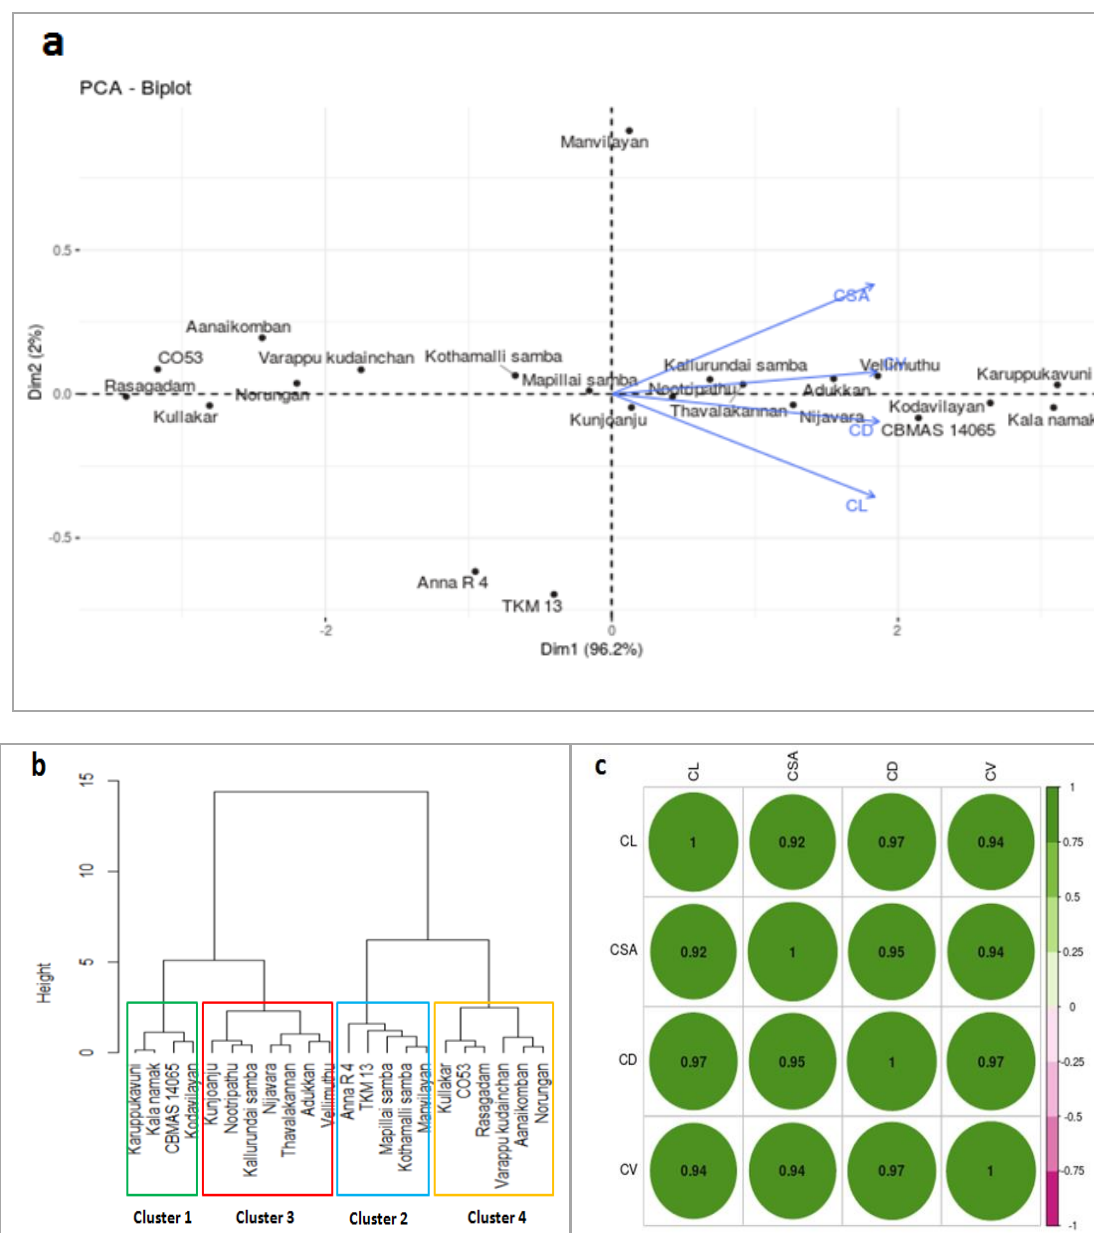 a
PCA - Biplot
Manvilayan
0.5
CSA
Aanaikomban
CO53
Varappu kudainchan
Kothamalli samba
Kallurundai samba
CV
Vellimuthu
Karuppukavuni
Rasagadam
Mapillai samba
Nootripathu
Adukkan
Dim2 (2%)
0.0
Norungan
Kullakar
Kunjoanju
Thavalakannan
Nijavara
Kodavilayan
CD
CBMAS 14065
Kala namak
CL
-0.5
Anna R 4
TKM 13
-2
0
2
Dim1 (96.2%)
b
Height
15
10
5
0
Karuppukavuni
Kala namak
CBMAS 14065
Kodavilayan
Kunjoanju
Nootripathu
Kallurundai samba
Nijavara
Thavalakannan
Adukkan
Vellimuthu
Anna R 4
TKM 13
Mapillai samba
Kothamalli samba
Manvilayan
Kullakar
CO53
Rasagadam
Varappu kudainchan
Aanaikomban
Norungan
Cluster 1
Cluster 3
Cluster 2
Cluster 4
c
CL CSA CD CV
CL 1 0.92 0.97 0.94
CSA 0.92 1 0.95 0.94
CD 0.97 0.95 1 0.97
CV 0.94 0.94 0.97 1
1
0.75
0.5
0.25
0
-0.25
-0.5
-0.75
-1